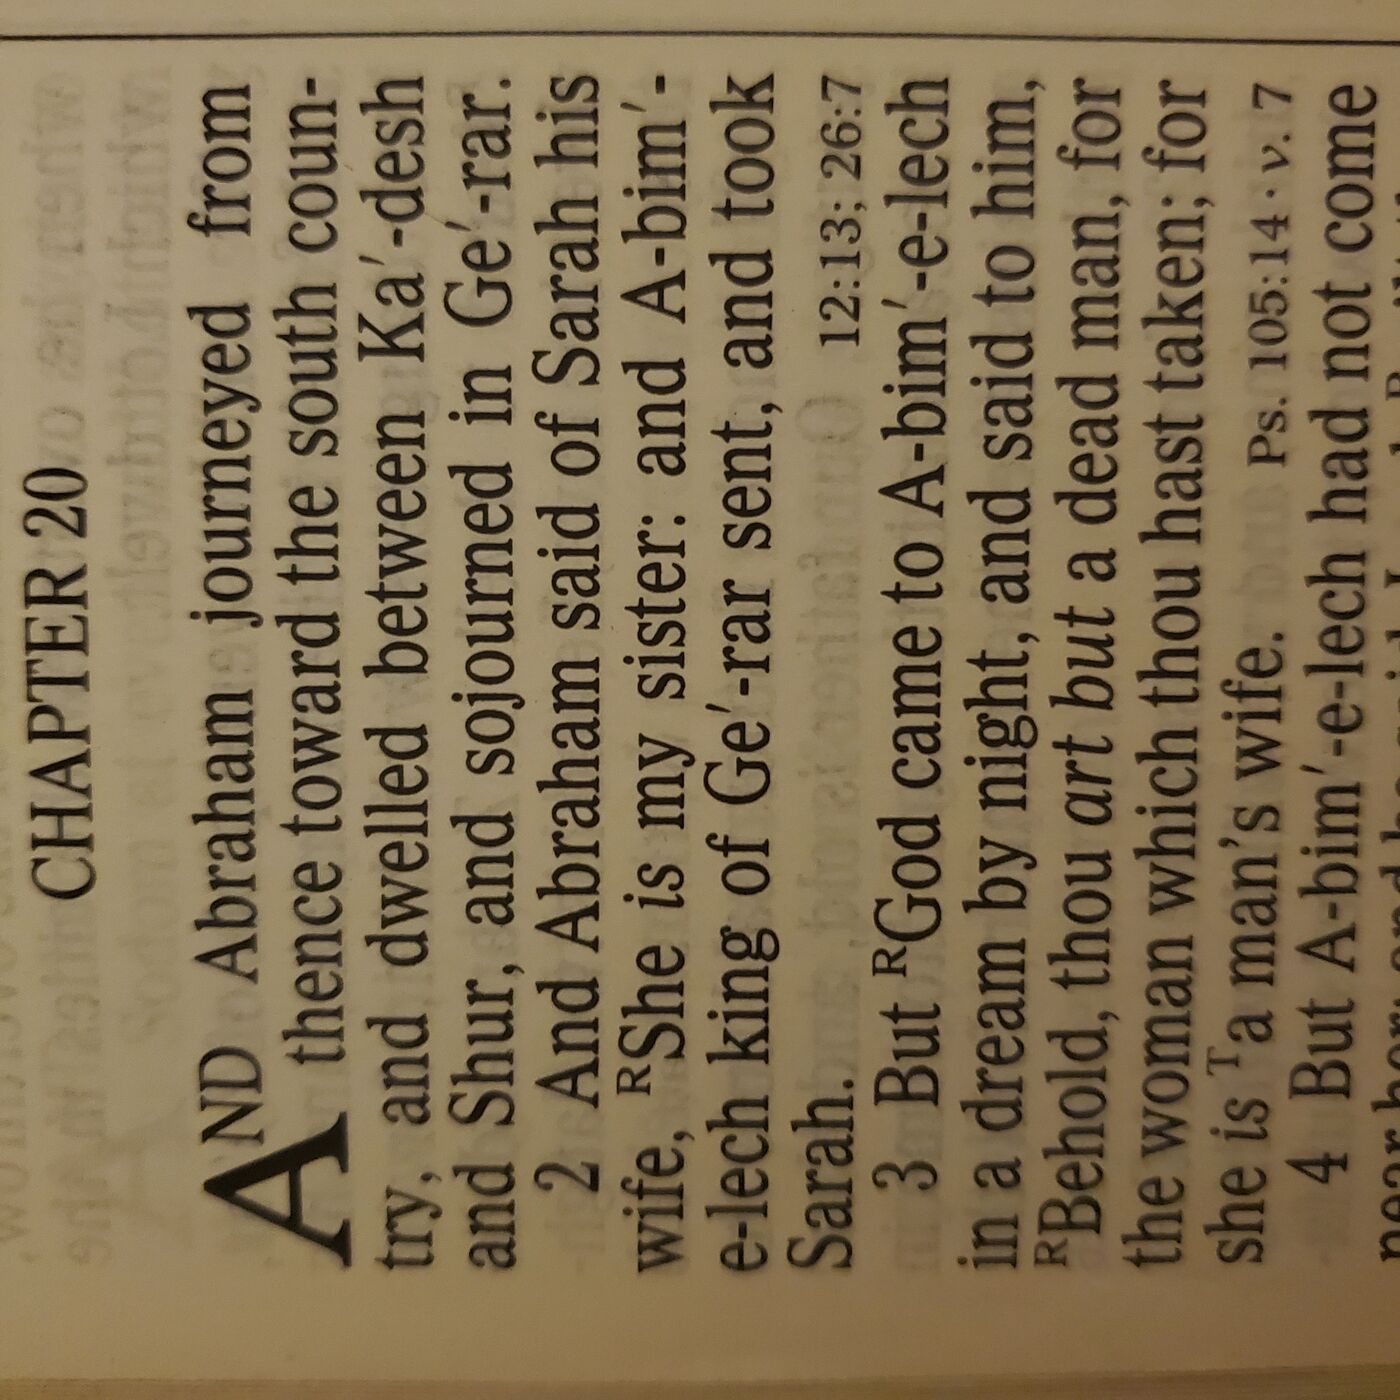 CHAPTER 20
AND Abraham journeyed from
thence toward the south coun-
try, and dwelled between Ka′-desh
and Shur, and sojourned in Ge′-rar.
2 And Abraham said of Sarah his
wife, RShe is my sister: and A-bim′-
e-lech king of Ge′-rar sent, and took
Sarah. 12:13; 26:7
3 But RGod came to A-bim′-e-lech
in a dream by night, and said to him,
RBehold, thou art but a dead man, for
the woman which thou hast taken; for
she is Ta man's wife. Ps. 105:14 · v. 7
4 But A-bim′-e-lech had not come